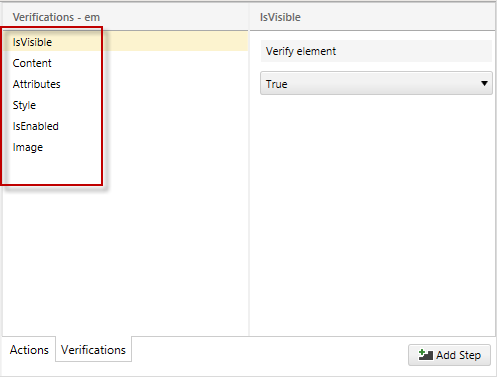 Verifications - em
IsVisible
Content
Attributes
Style
IsEnabled
Image
IsVisible
Verify element
True
Actions
Verifications
Add Step